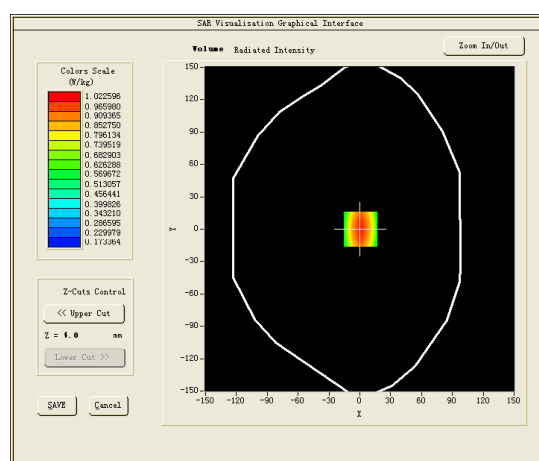 SAR Visualisation Graphical Interface
Volume Radiated Intensity
Zoom In/Out
Colors Scale
(W/kg)
1.022596
0.965980
0.909365
0.852750
0.796134
0.739519
0.682903
0.626288
0.569672
0.513057
0.456441
0.399826
0.343210
0.286595
0.229979
0.173364
Z-Cuts Control
<< Upper Cut
Z = 4.0 mm
Lower Cut >>
SAVE Cancel
150
120
90
60
30
0
-30
-60
-90
-120
-150
Y
-150 -120 -90 -60 -30 0 30 60 90 120 150
X